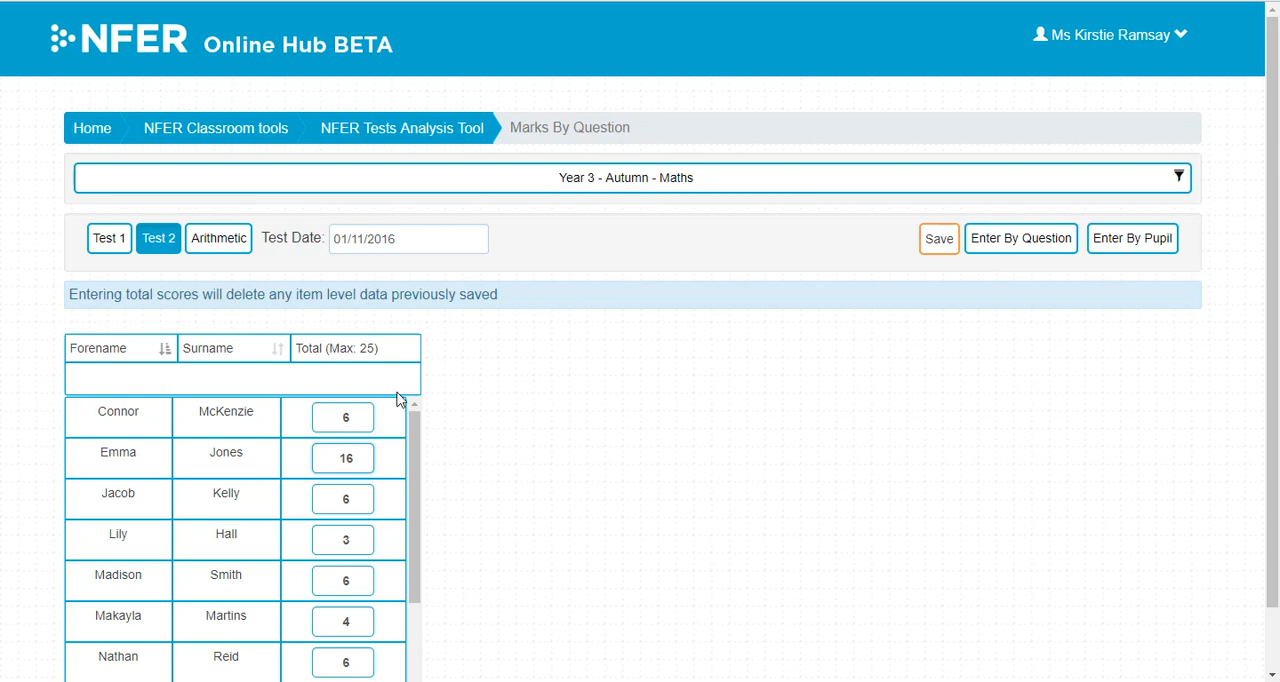 NFER Online Hub BETA
Ms Kirstie Ramsay
Home NFER Classroom tools NFER Tests Analysis Tool Marks By Question
Year 3 - Autumn - Maths
Test 1 Test 2 Arithmetic Test Date: 01/11/2016 Save Enter By Question Enter By Pupil
Entering total scores will delete any item level data previously saved
Forename Surname Total (Max: 25)
Connor McKenzie 6
Emma Jones 16
Jacob Kelly 6
Lily Hall 3
Madison Smith 6
Makayla Martins 4
Nathan Reid 6